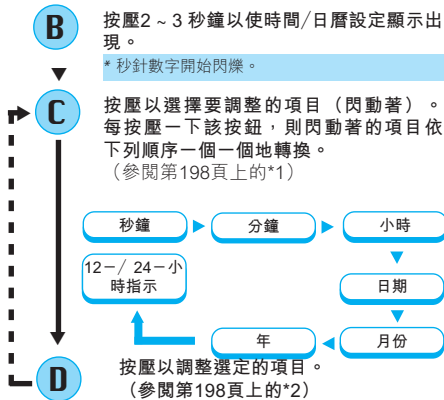 B
按壓2 ~ 3 秒鐘以使時間/日曆設定顯示出
現。
* 秒針數字開始閃爍。
C
按壓以選擇要調整的項目（閃動著）。
每按壓一下該按鈕，則閃動著的項目依
下列順序一個一個地轉換。
（參閱第198頁上的*1）
秒鐘
分鐘
小時
12－/ 24－小
時指示
日期
年
月份
D
按壓以調整選定的項目。
（參閱第198頁上的*2）